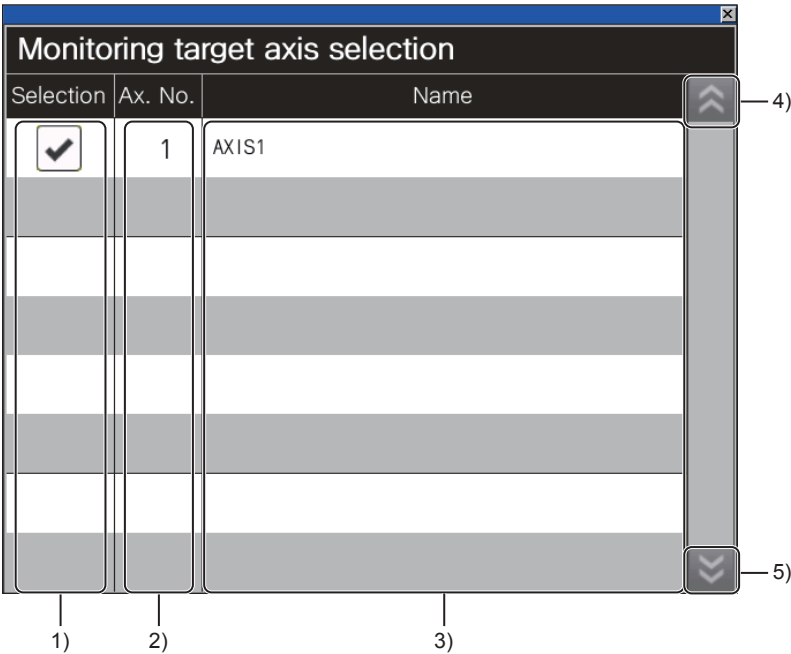 Monitoring target axis selection
Selection Ax. No. Name
4)
1 AXIS1
5)
1) 2) 3)